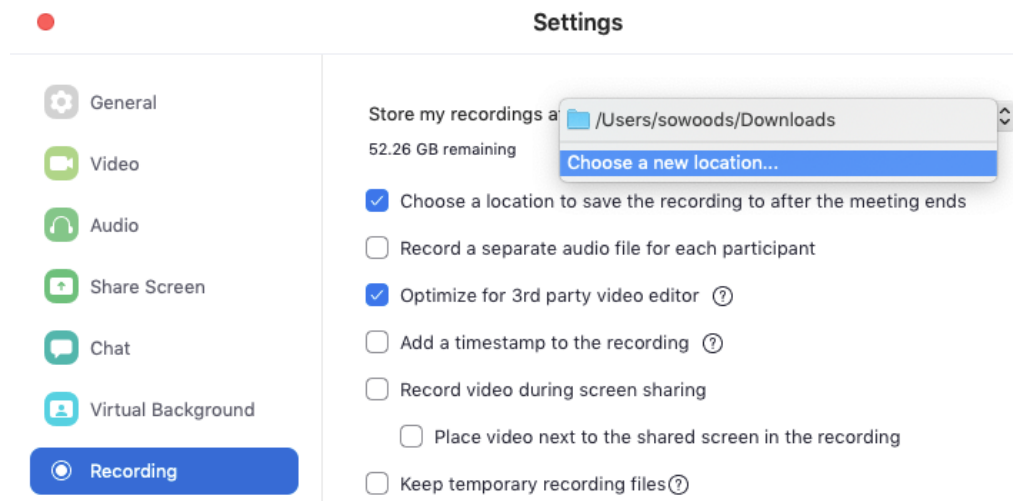 Settings
General
Video
Audio
Share Screen
Chat
Virtual Background
Recording
Store my recordings a
/Users/sowoods/Downloads
52.26 GB remaining
Choose a new location...
Choose a location to save the recording to after the meeting ends
Record a separate audio file for each participant
Optimize for 3rd party video editor ?
Add a timestamp to the recording ?
Record video during screen sharing
Place video next to the shared screen in the recording
Keep temporary recording files ?